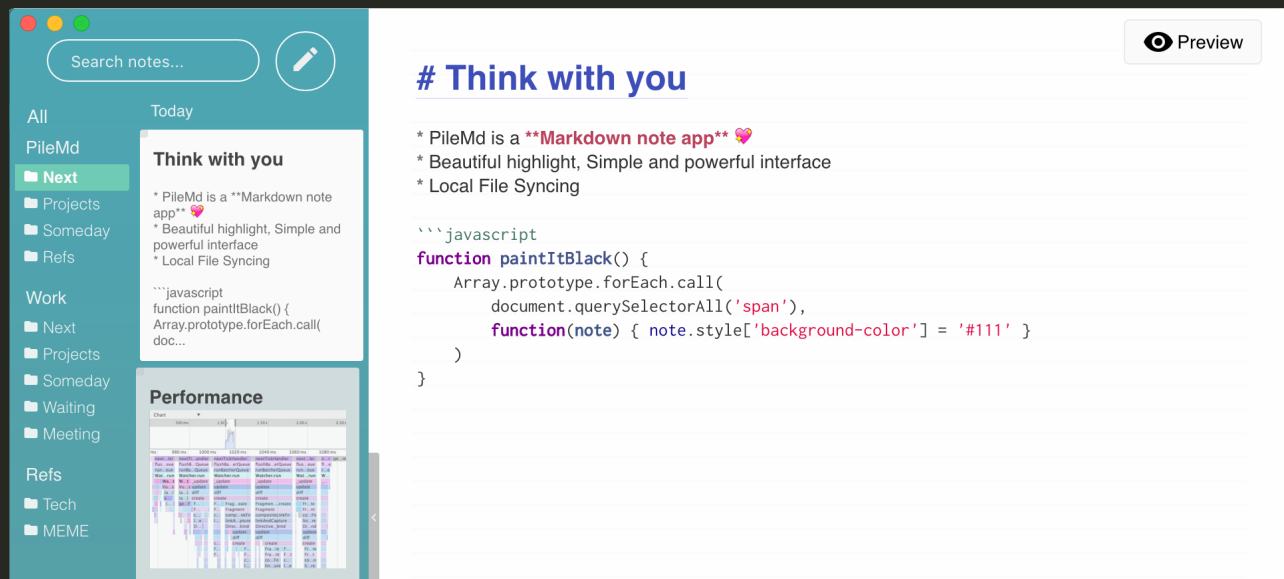 Search notes...
Preview
All
PileMd
Next
Projects
Someday
Refs
Work
Next
Projects
Someday
Waiting
Meeting
Refs
Tech
MEME
Today
Think with you
* PileMd is a **Markdown note
app** 💖
* Beautiful highlight, Simple and
powerful interface
* Local File Syncing
```javascript
function paintItBlack() {
Array.prototype.forEach.call(
doc...
Performance
Chart
# Think with you
* PileMd is a **Markdown note app** 💖
* Beautiful highlight, Simple and powerful interface
* Local File Syncing
```javascript
function paintItBlack() {
    Array.prototype.forEach.call(
        document.querySelectorAll('span'),
        function(note) { note.style['background-color'] = '#111' }
    )
}